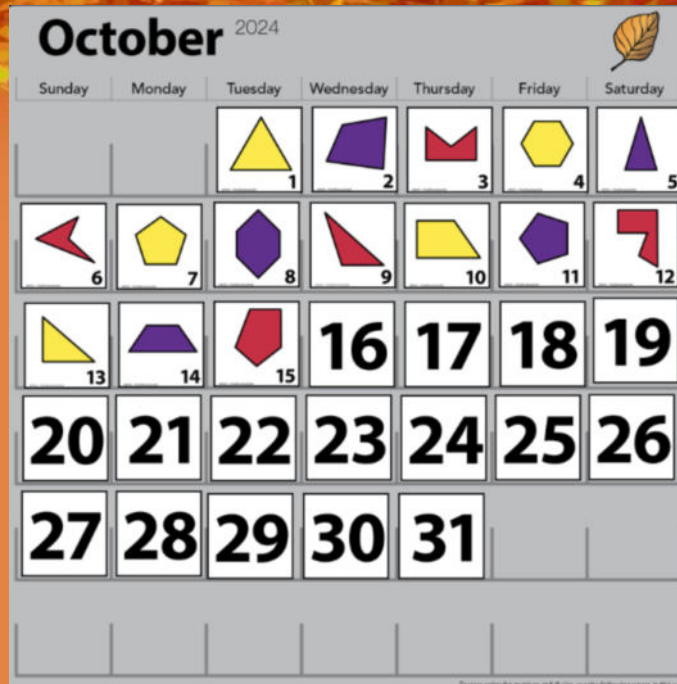 October 2024
Sunday Monday Tuesday Wednesday Thursday Friday Saturday
1 2 3 4 5
6 7 8 9 10 11 12
13 14 15 16 17 18 19
20 21 22 23 24 25 26
27 28 29 30 31